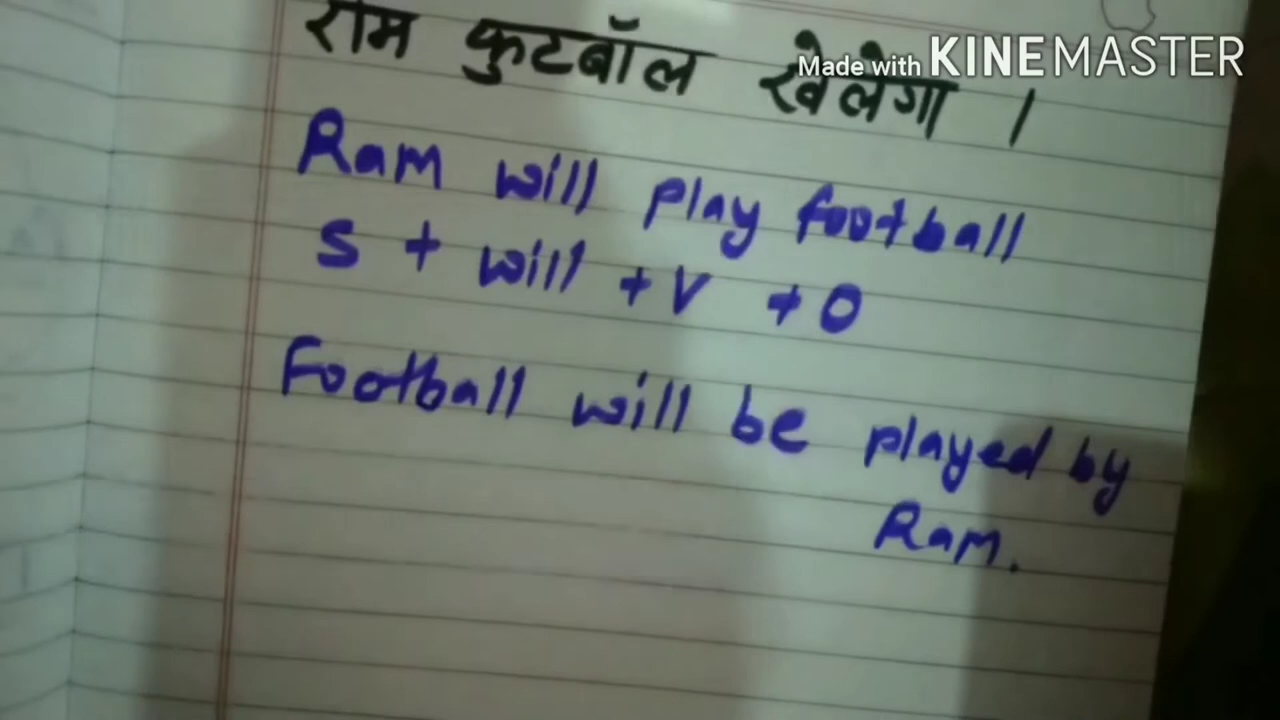 राम फुटबॉल खेलेगा ।
Made with KINEMASTER
Ram will play football
S + will + V + O
Football will be played by
Ram.